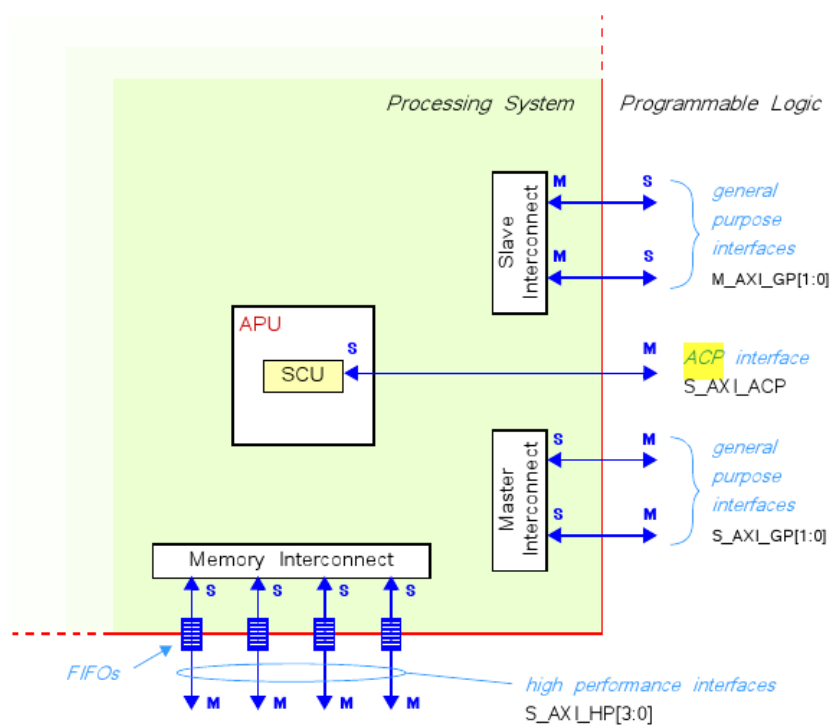 Processing System
Programmable Logic
M
S
general
purpose
interfaces
M_AXI_GP[1:0]
M
S
Slave
Interconnect
APU
SCU
S
M
ACP interface
S_AXI_ACP
Master
Interconnect
S
M
general
purpose
interfaces
S_AXI_GP[1:0]
S
M
Memory Interconnect
S
S
S
S
FIFOs
M
M
M
M
high performance interfaces
S_AXI_HP[3:0]